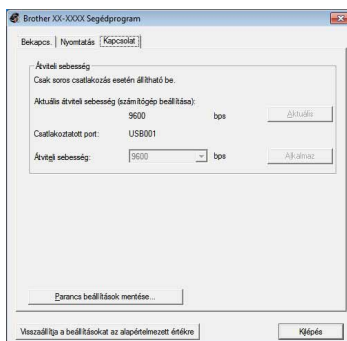 Brother XX-XXXX Segédprogram
Bekapcs. Nyomtatás Kapcsolat
Átviteli sebesség
Csak soros csatlakozás esetén állítható be.
Aktuális átviteli sebesség (számítógép beállítása):
9600 bps Aktuális
Csatlakoztatott port: USB001
Átviteli sebesség: 9600 bps Alkalmaz
Parancs beállítások mentése...
Visszaállítja a beállításokat az alapértelmezett értékre Kilépés